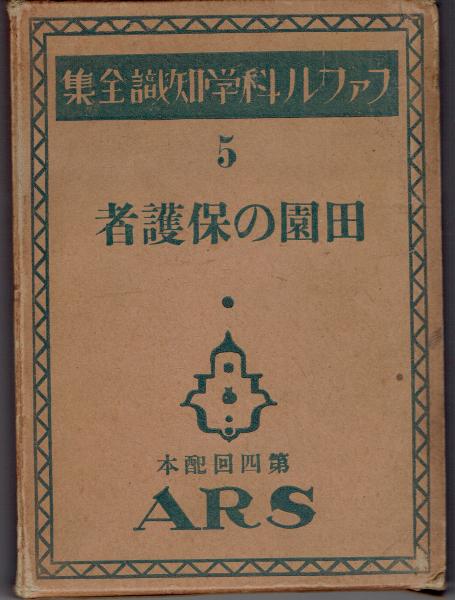 ファブル科学知識全集
5
田園の保護者
第四回配本
ARS